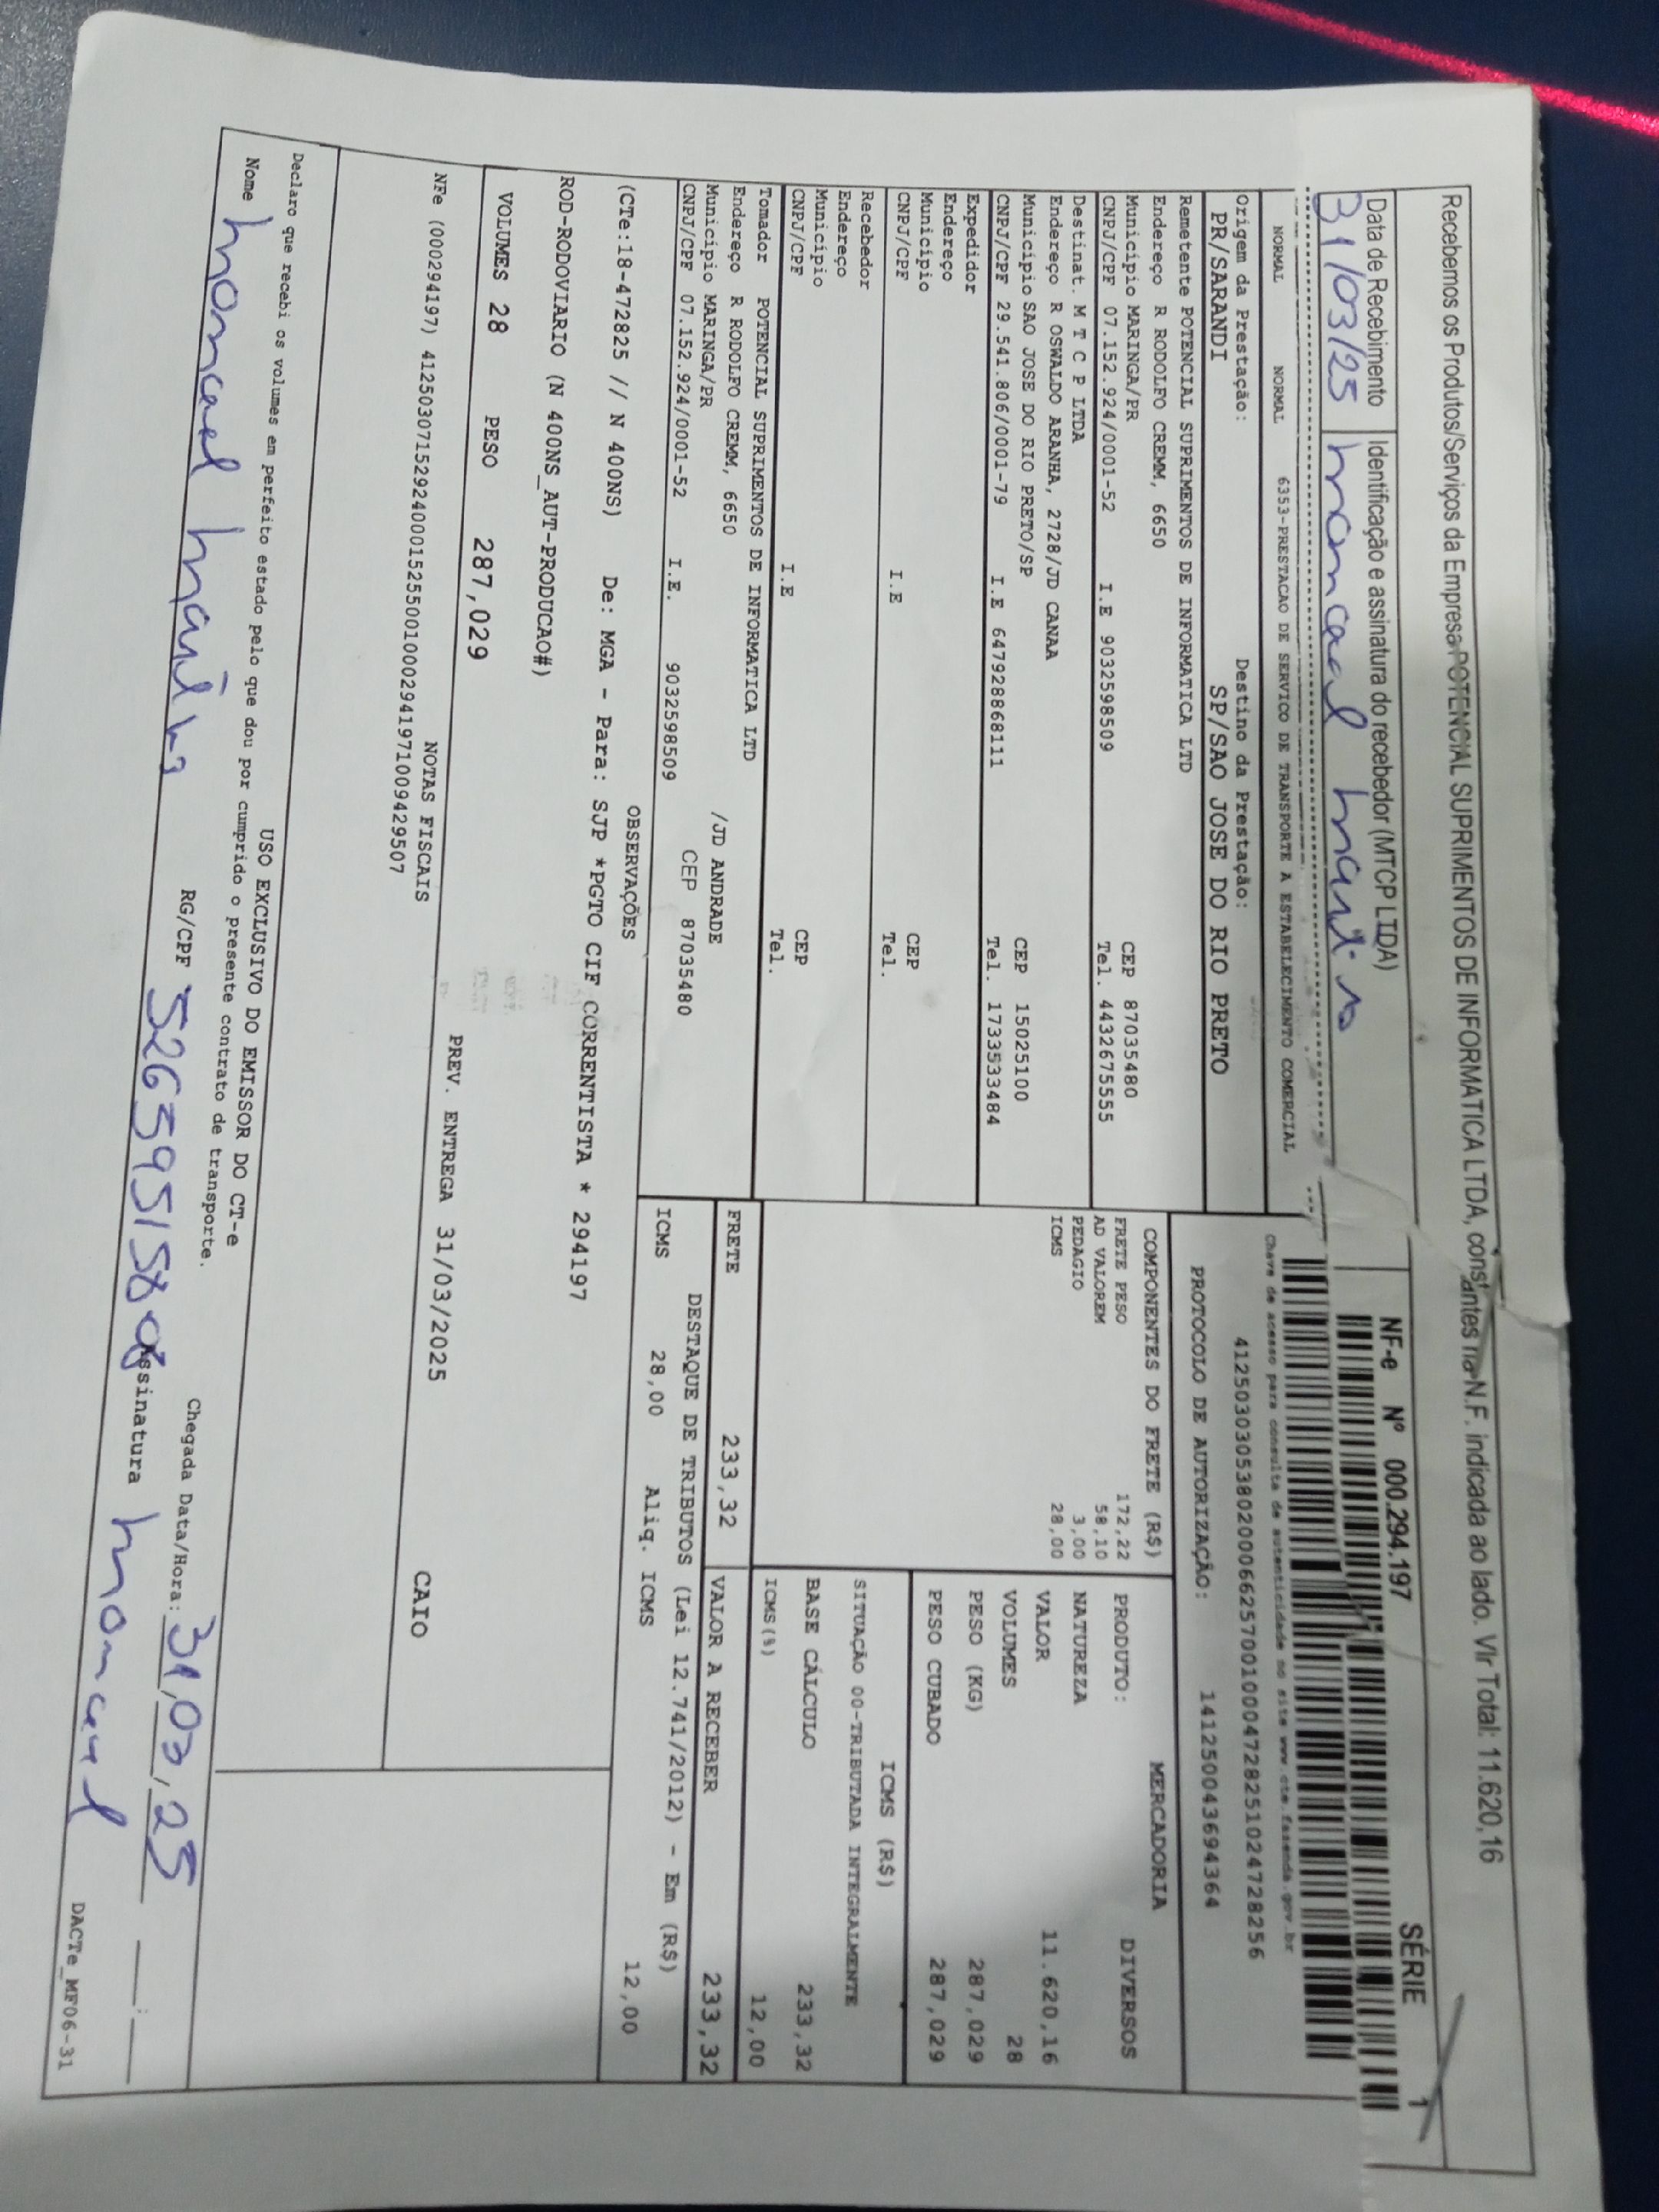 Recebemos os Produtos/Serviços da Empresa POTENCIAL SUPRIMENTOS DE INFORMATICA LTDA, constantes na N.F. indicada ao lado. Vlr Total: 11.620,16
Data de Recebimento
Identificação e assinatura do recebedor (MTCP LTDA)
NF-e Nº 000.294.197
SÉRIE 1
31/03/25
NORMAL NORMAL 6353-PRESTACAO DE SERVICO DE TRANSPORTE A ESTABELECIMENTO COMERCIAL
Chave de acesso para consulta de autenticidade no site www.cte.fazenda.gov.br
Origem da Prestação: Destino da Prestação:
PR/SARANDI SP/SAO JOSE DO RIO PRETO
41250303053802000662570010004728251024728256
PROTOCOLO DE AUTORIZAÇÃO: 141250043694364
Remetente POTENCIAL SUPRIMENTOS DE INFORMATICA LTD
Endereço R RODOLFO CREMM, 6650
Município MARINGA/PR CEP 87035480
CNPJ/CPF 07.152.924/0001-52 I.E 9032598509 Tel. 4432675555
Destinat. M T C P LTDA
Endereço R OSWALDO ARANHA, 2728/JD CANAA
Município SAO JOSE DO RIO PRETO/SP CEP 15025100
CNPJ/CPF 29.541.806/0001-79 I.E 647928868111 Tel. 1733533484
Expedidor
Endereço
Município CEP
CNPJ/CPF I.E Tel.
Recebedor
Endereço
Município CEP
CNPJ/CPF I.E Tel.
Tomador POTENCIAL SUPRIMENTOS DE INFORMATICA LTD
Endereço R RODOLFO CREMM, 6650 /JD ANDRADE
Município MARINGA/PR CEP 87035480
CNPJ/CPF 07.152.924/0001-52 I.E. 9032598509
COMPONENTES DO FRETE (R$)
FRETE PESO 172,22
AD VALOREM 58,10
PEDAGIO 3,00
ICMS 28,00
MERCADORIA
PRODUTO: DIVERSOS
NATUREZA
VALOR 11.620,16
VOLUMES 28
PESO (KG) 287,029
PESO CUBADO 287,029
ICMS (R$)
SITUAÇÃO 00-TRIBUTADA INTEGRALMENTE
BASE CÁLCULO 233,32
ICMS(%) 12,00
FRETE 233,32
VALOR A RECEBER 233,32
DESTAQUE DE TRIBUTOS (Lei 12.741/2012) - Em (R$)
ICMS 28,00 Aliq. ICMS 12,00
OBSERVAÇÕES
(CTe:18-472825 // N 400NS) De: MGA - Para: SJP *PGTO CIF CORRENTISTA * 294197
ROD-RODOVIARIO (N 400NS_AUT-PRODUCAO#)
VOLUMES 28 PESO 287,029
PREV. ENTREGA 31/03/2025 CAIO
NOTAS FISCAIS
NFe (000294197) 41250307152924000152550010002941971009429507
USO EXCLUSIVO DO EMISSOR DO CT-e
Declaro que recebi os volumes em perfeito estado pelo que dou por cumprido o presente contrato de transporte.
Chegada Data/Hora: 31,03,25
Nome
RG/CPF 52639515808
Assinatura
DACTe_MF06-31